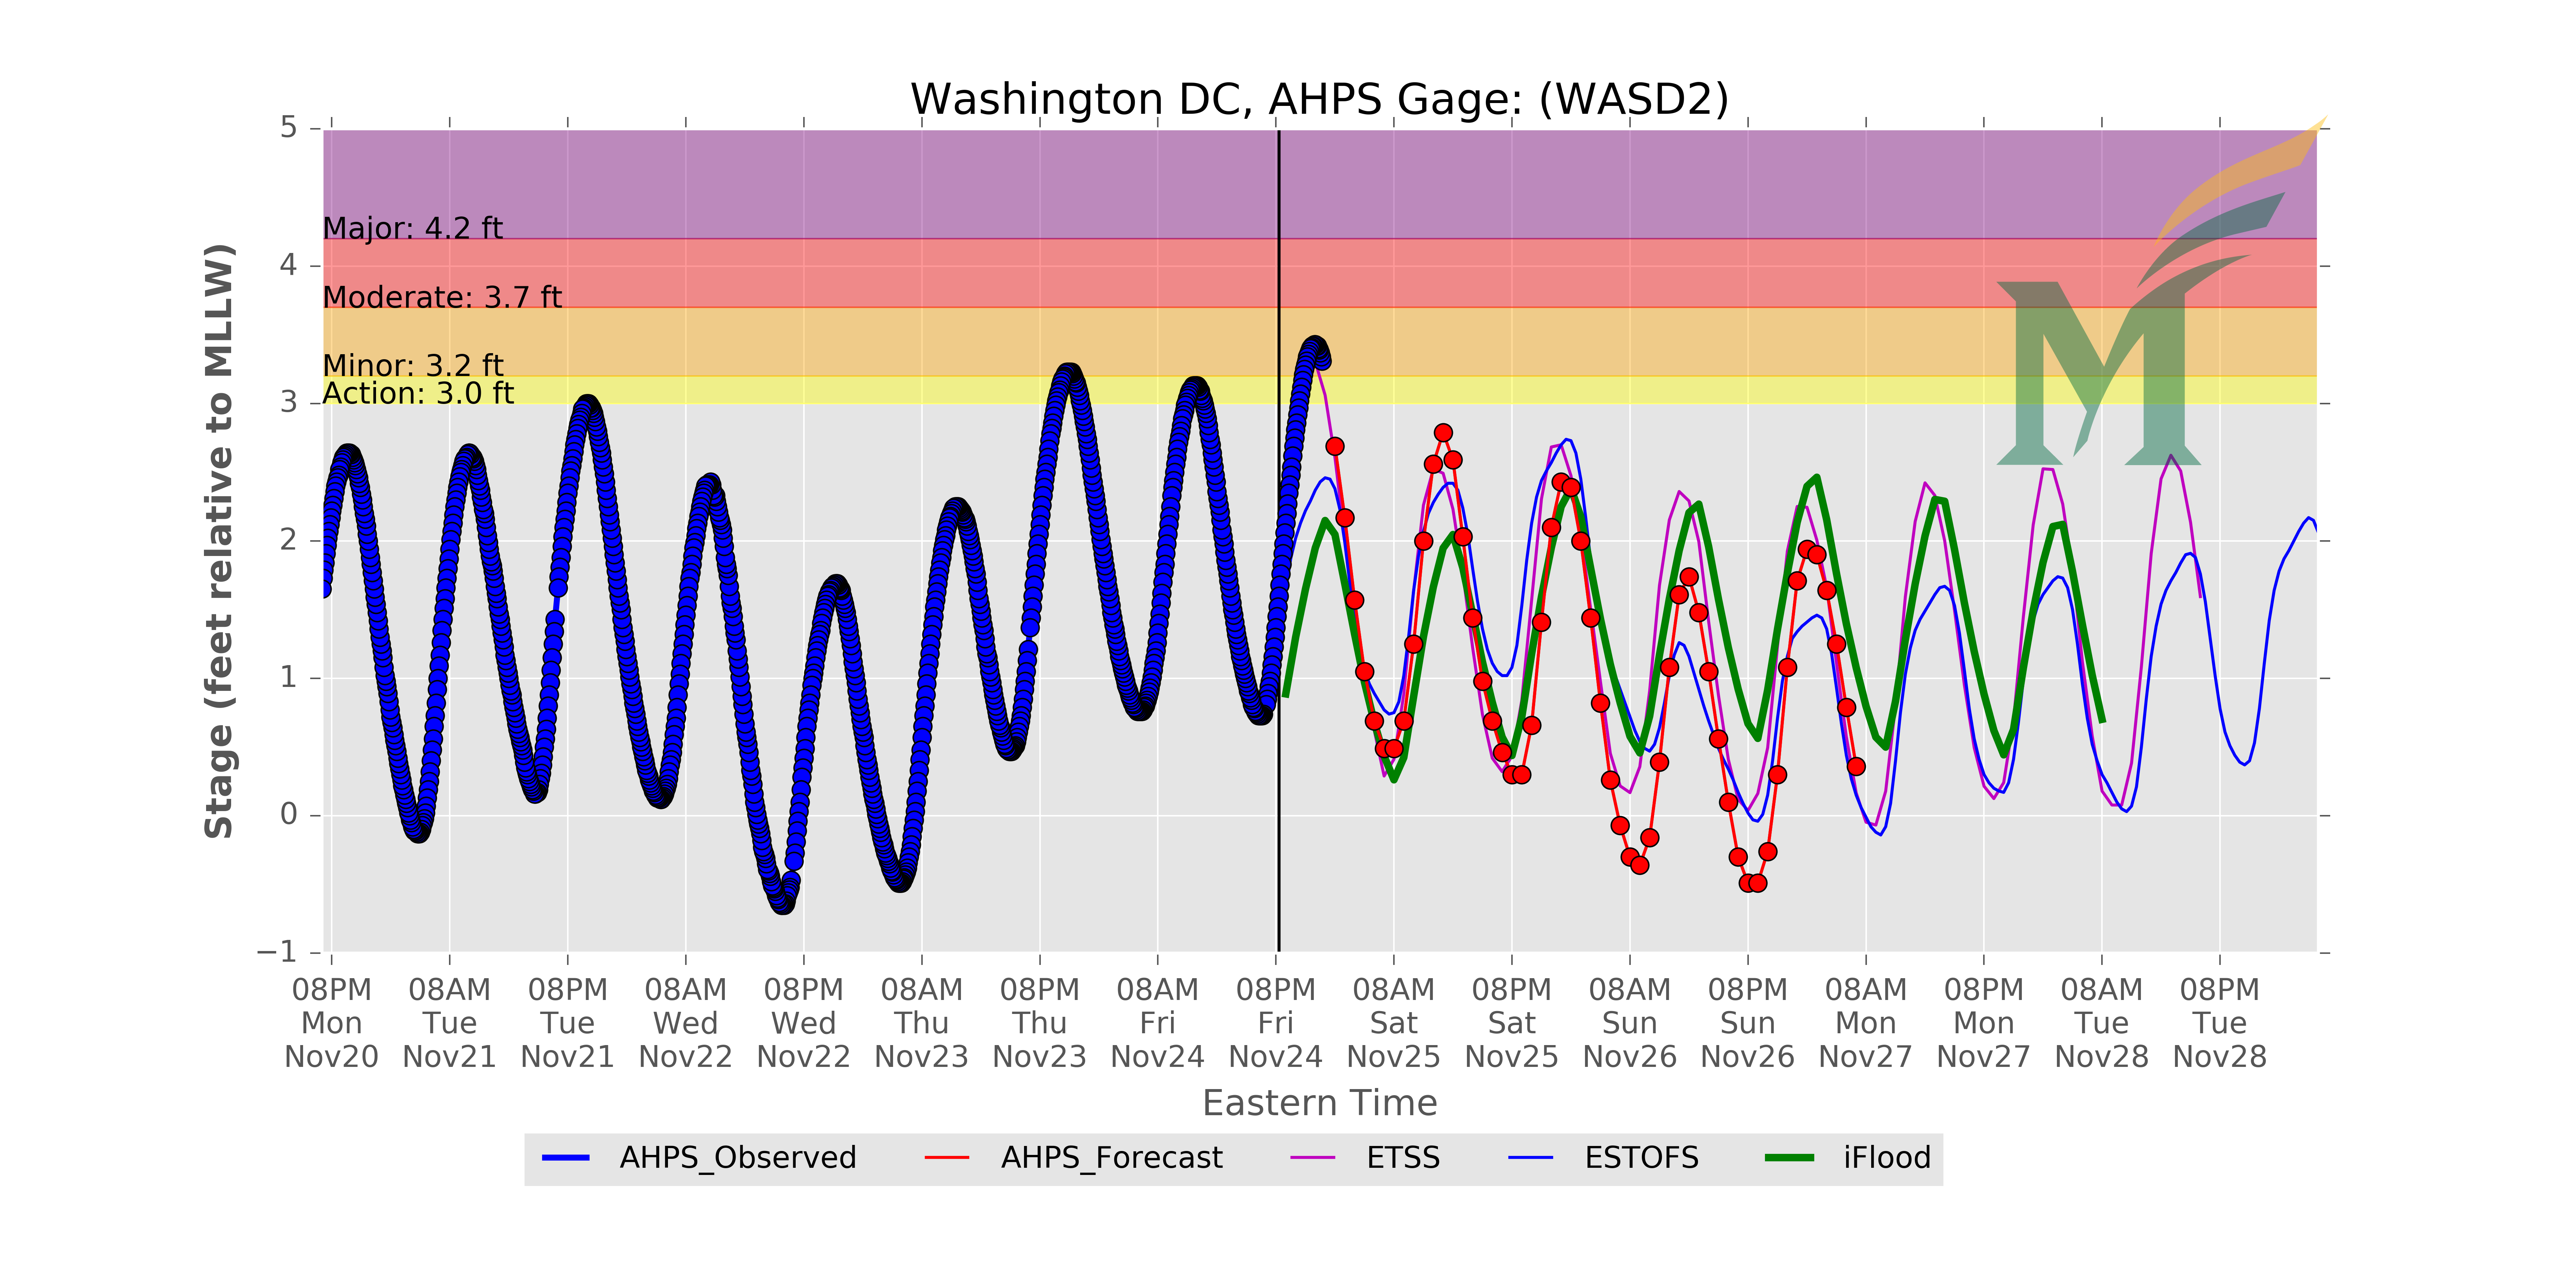 Washington DC, AHPS Gage: (WASD2)
5
Major: 4.2 ft
4
Moderate: 3.7 ft
Minor: 3.2 ft
Action: 3.0 ft
3
2
1
0
−1
Stage (feet relative to MLLW)
08PM 08AM 08PM 08AM 08PM 08AM 08PM 08AM 08PM 08AM 08PM 08AM 08PM 08AM 08PM 08AM 08PM
Mon Tue Tue Wed Wed Thu Thu Fri Fri Sat Sat Sun Sun Mon Mon Tue Tue
Nov20 Nov21 Nov21 Nov22 Nov22 Nov23 Nov23 Nov24 Nov24 Nov25 Nov25 Nov26 Nov26 Nov27 Nov27 Nov28 Nov28
Eastern Time
AHPS_Observed AHPS_Forecast ETSS ESTOFS iFlood
M